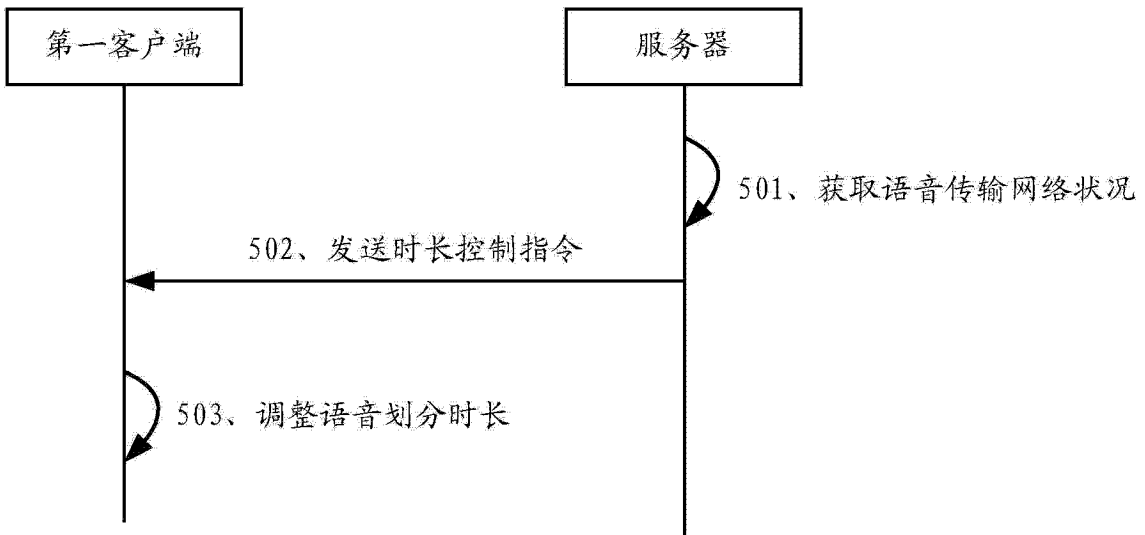 第一客户端
服务器
501、获取语音传输网络状况
502、发送时长控制指令
503、调整语音划分时长